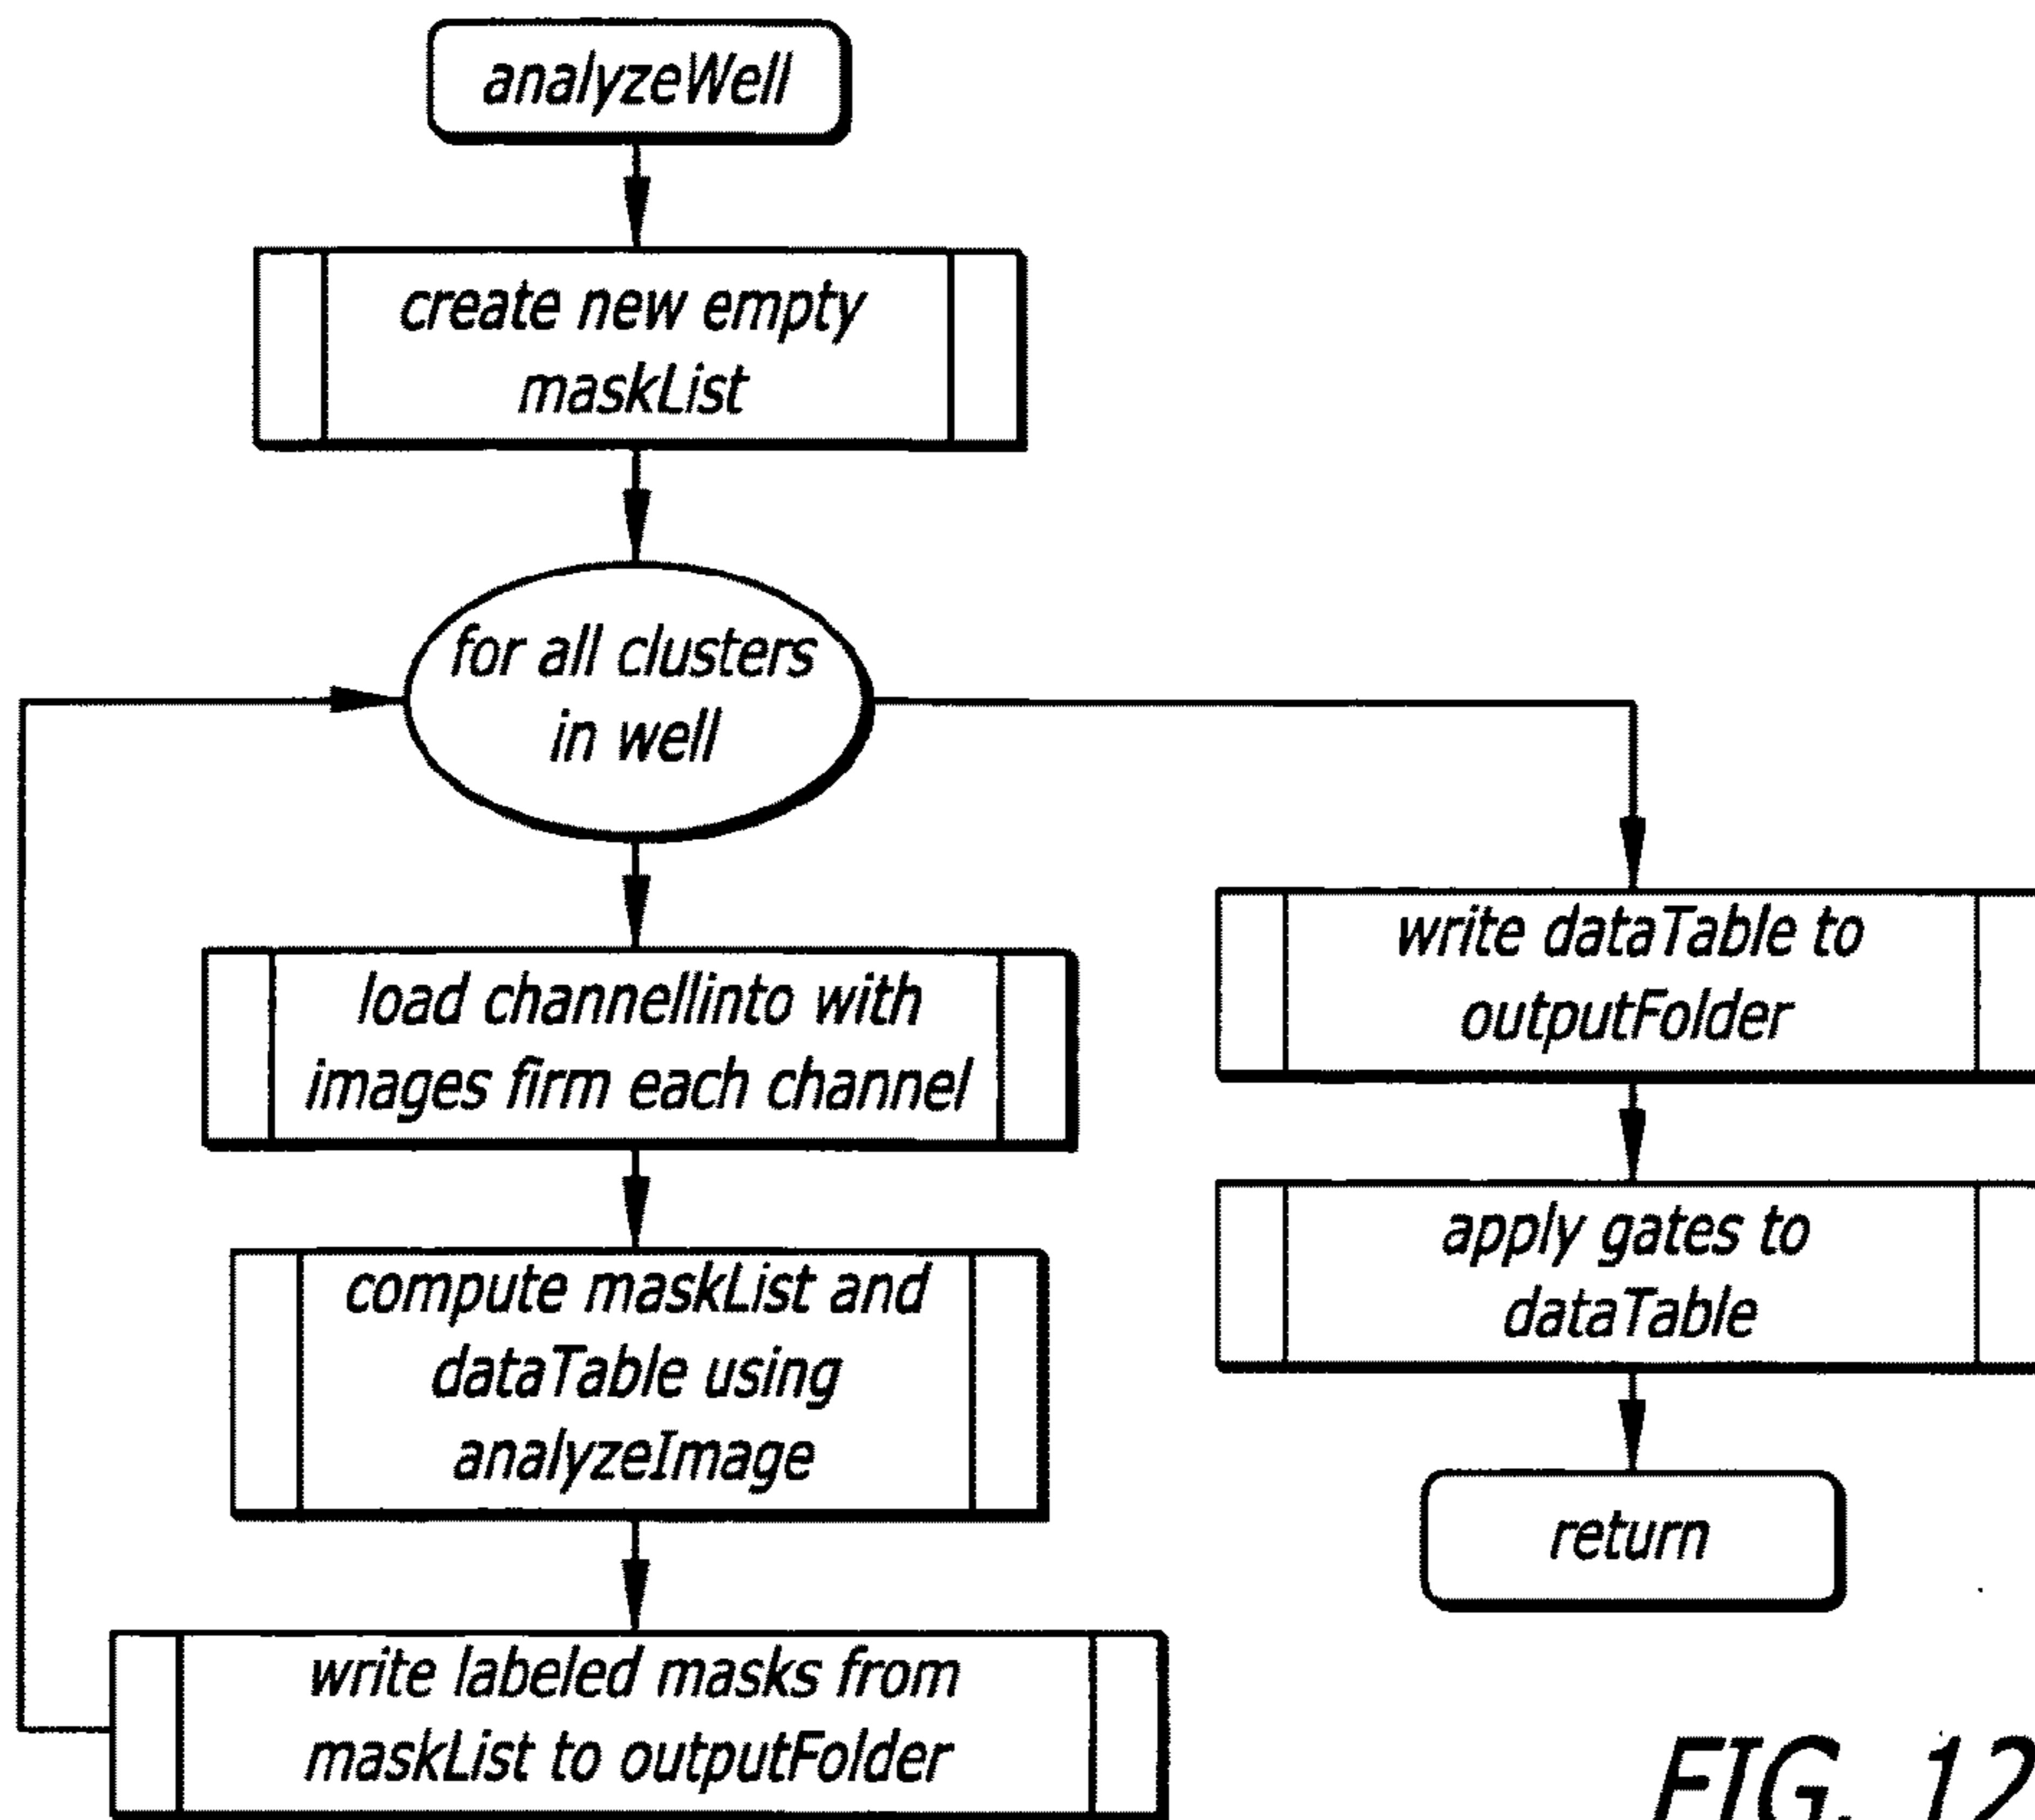 analyzeWell
create new empty
maskList
for all clusters
in well
load channellinto with
images firm each channel
compute maskList and
dataTable using
analyzeImage
write labeled masks from
maskList to outputFolder
write dataTable to
outputFolder
apply gates to
dataTable
return
FIG. 12